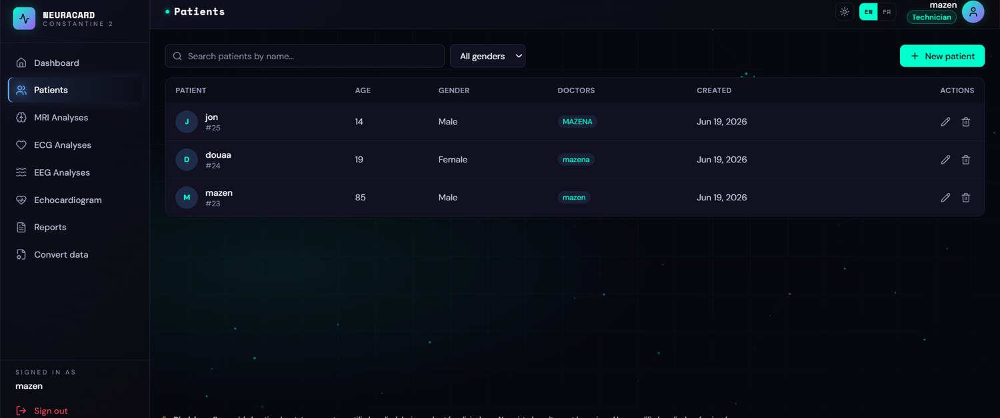 NEURACARD
CONSTANTINE 2
Dashboard
Patients
MRI Analyses
ECG Analyses
EEG Analyses
Echocardiogram
Reports
Convert data
SIGNED IN AS
mazen
Sign out
Patients
EN FR
mazen
Technician
Search patients by name...
All genders
New patient
PATIENT AGE GENDER DOCTORS CREATED ACTIONS
J jon 14 Male MAZENA Jun 19, 2026
#25
D douaa 19 Female mazena Jun 19, 2026
#24
M mazen 85 Male mazen Jun 19, 2026
#23